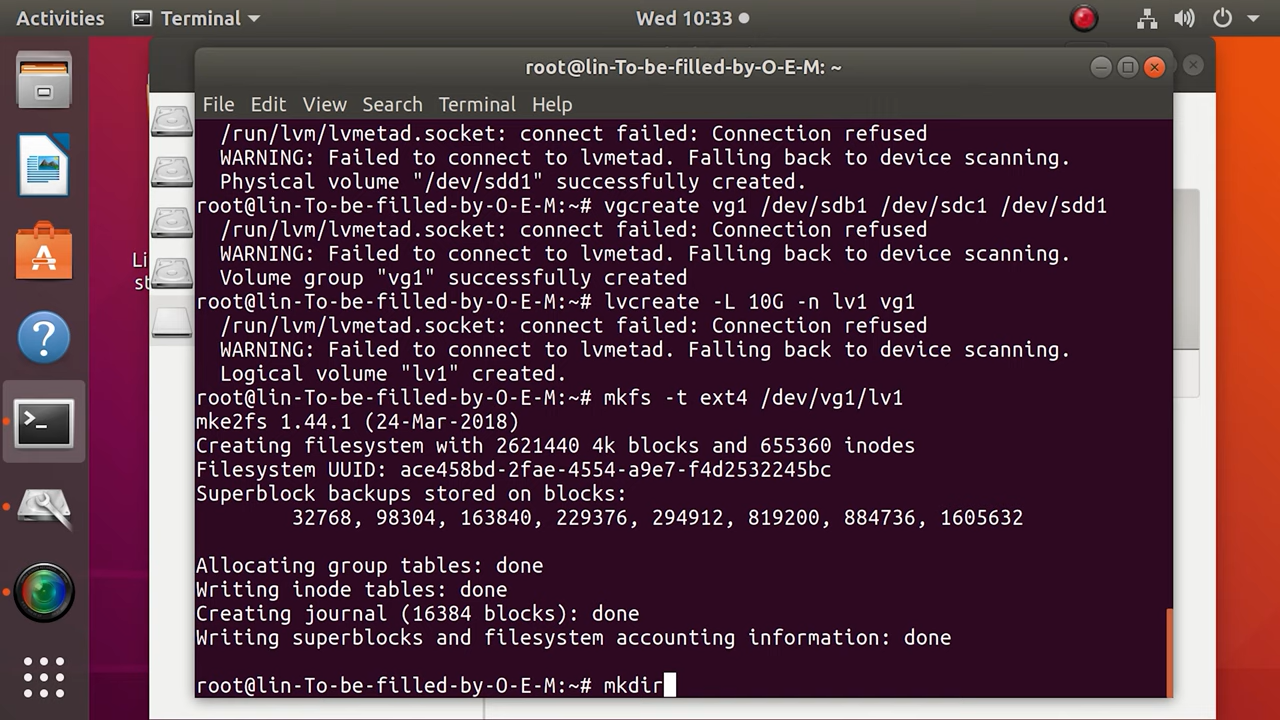 Activities
Terminal
Wed 10:33
root@lin-To-be-filled-by-O-E-M: ~
File Edit View Search Terminal Help
/run/lvm/lvmetad.socket: connect failed: Connection refused
WARNING: Failed to connect to lvmetad. Falling back to device scanning.
Physical volume "/dev/sdd1" successfully created.
root@lin-To-be-filled-by-O-E-M:~# vgcreate vg1 /dev/sdb1 /dev/sdc1 /dev/sdd1
/run/lvm/lvmetad.socket: connect failed: Connection refused
WARNING: Failed to connect to lvmetad. Falling back to device scanning.
Volume group "vg1" successfully created
root@lin-To-be-filled-by-O-E-M:~# lvcreate -L 10G -n lv1 vg1
/run/lvm/lvmetad.socket: connect failed: Connection refused
WARNING: Failed to connect to lvmetad. Falling back to device scanning.
Logical volume "lv1" created.
root@lin-To-be-filled-by-O-E-M:~# mkfs -t ext4 /dev/vg1/lv1
mke2fs 1.44.1 (24-Mar-2018)
Creating filesystem with 2621440 4k blocks and 655360 inodes
Filesystem UUID: ace458bd-2fae-4554-a9e7-f4d2532245bc
Superblock backups stored on blocks:
32768, 98304, 163840, 229376, 294912, 819200, 884736, 1605632
Allocating group tables: done
Writing inode tables: done
Creating journal (16384 blocks): done
Writing superblocks and filesystem accounting information: done
root@lin-To-be-filled-by-O-E-M:~# mkdir
Li
st